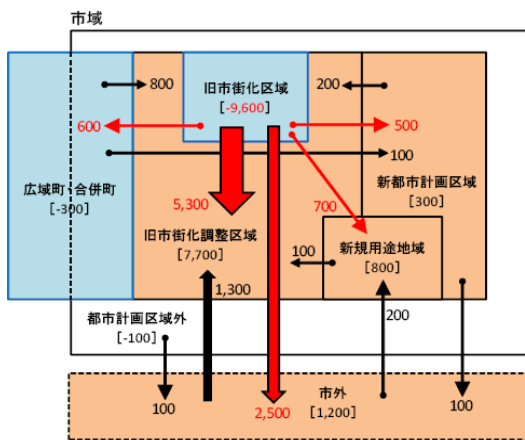 市域
800
旧市街化区域
[-9,600]
200
600
500
100
広域町・合併町
[-300]
新都市計画区域
[300]
5,300
700
旧市街化調整区域
[7,700]
100
新規用途地域
[800]
1,300
都市計画区域外
[-100]
200
100
2,500
市外
[1,200]
100